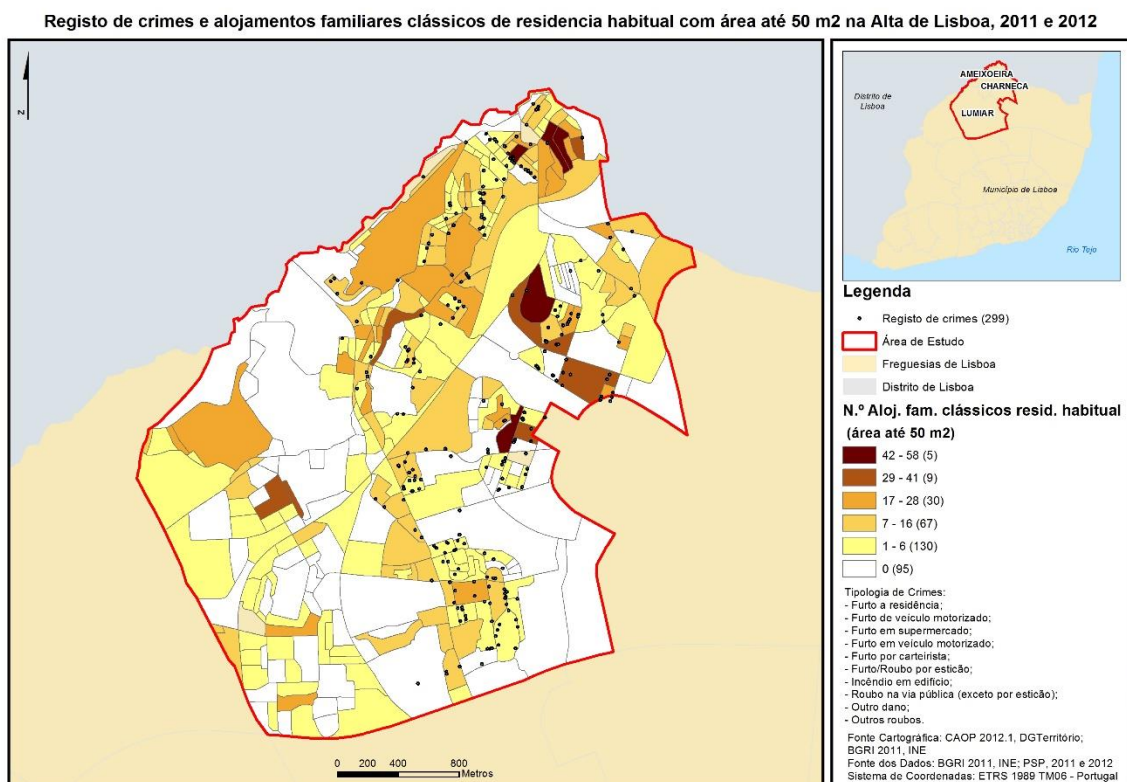 Registo de crimes e alojamentos familiares clássicos de residencia habitual com área até 50 m2 na Alta de Lisboa, 2011 e 2012
N
0 200 400 800
Metros
AMEIXOEIRA
CHARNECA
LUMIAR
Distrito de
Lisboa
Município de Lisboa
Rio Tejo
Legenda
Registo de crimes (299)
Área de Estudo
Freguesias de Lisboa
Distrito de Lisboa
N.º Aloj. fam. clássicos resid. habitual
(área até 50 m2)
42 - 58 (5)
29 - 41 (9)
17 - 28 (30)
7 - 16 (67)
1 - 6 (130)
0 (95)
Tipologia de Crimes:
- Furto a residência;
- Furto de veículo motorizado;
- Furto em supermercado;
- Furto em veículo motorizado;
- Furto por carteirista;
- Furto/Roubo por esticão;
- Incêndio em edifício;
- Roubo na via pública (exceto por esticão);
- Outro dano;
- Outros roubos.
Fonte Cartográfica: CAOP 2012.1, DGTerritório;
BGRI 2011, INE
Fonte dos Dados: BGRI 2011, INE; PSP, 2011 e 2012
Sistema de Coordenadas: ETRS 1989 TM06 - Portugal